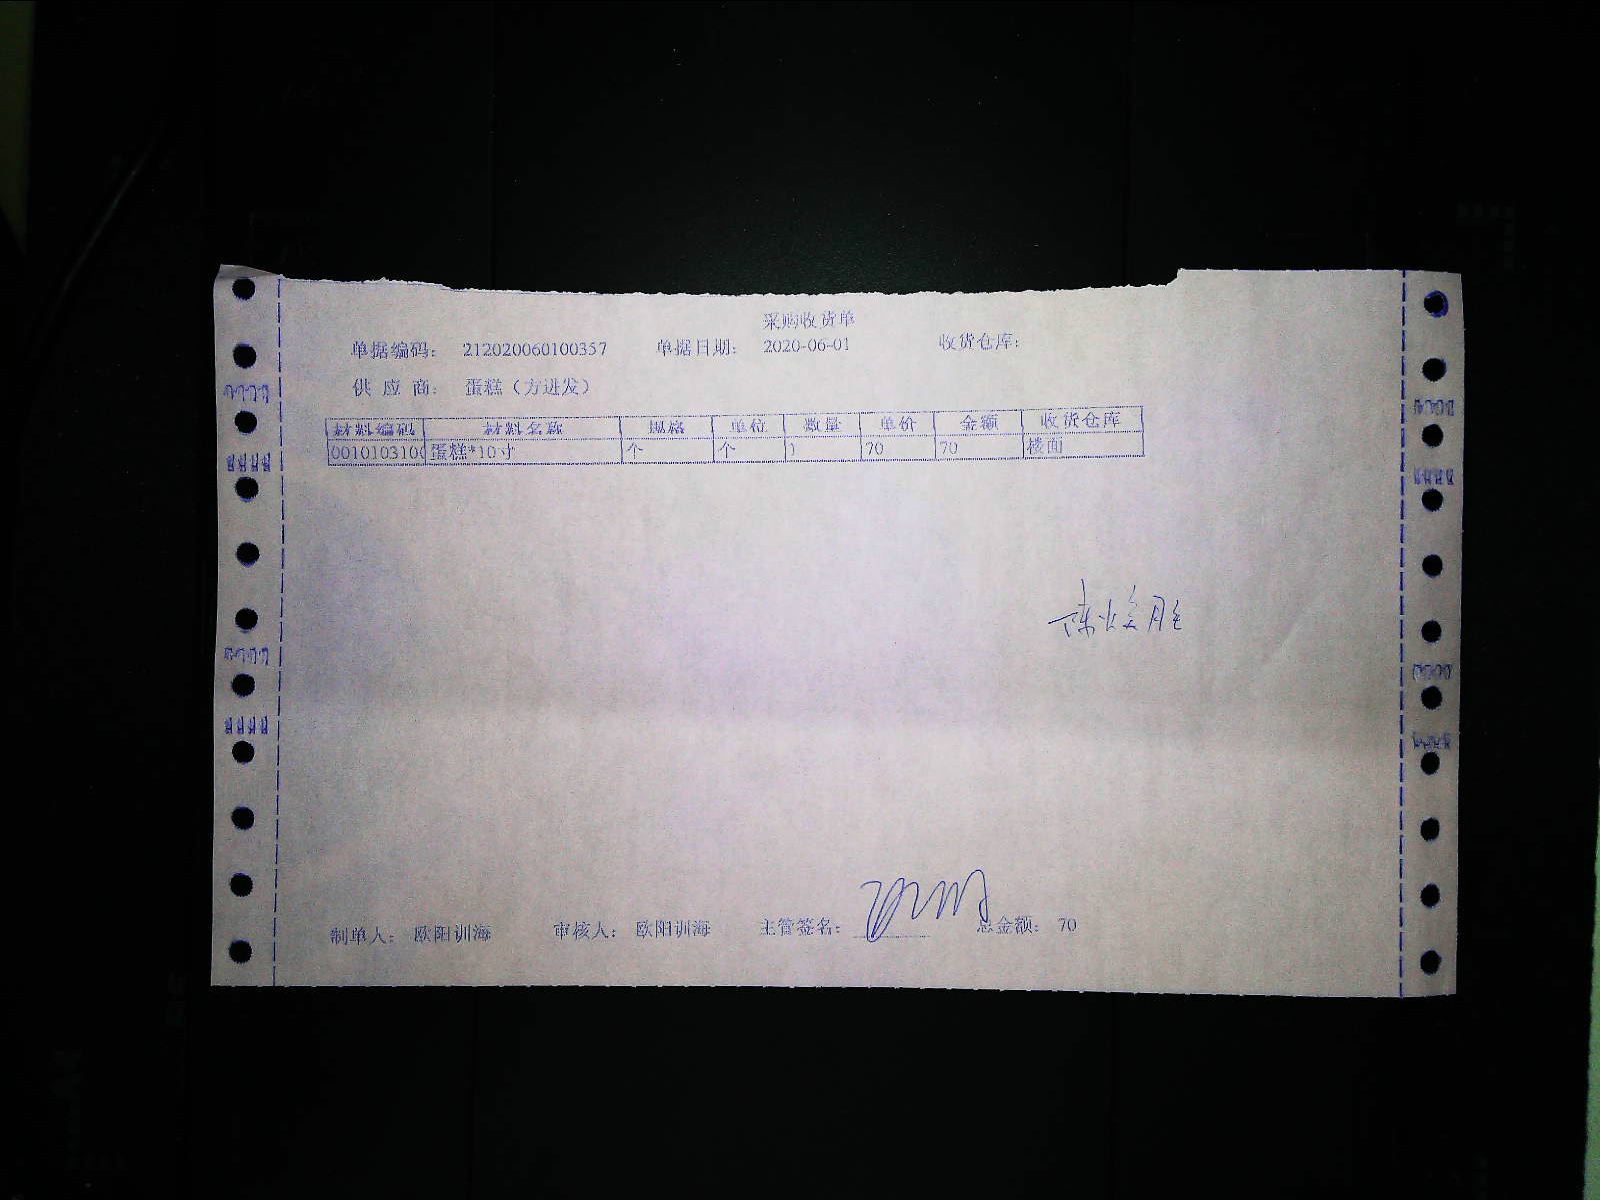 采购收货单
单据编码： 212020060100357 单据日期： 2020-06-01 收货仓库：
供 应 商： 蛋糕（方进发）
材料编码 材料名称 规格 单位 数量 单价 金额 收货仓库
0010103100 蛋糕*10寸 个 个 1 70 70 楼面
制单人： 欧阳训海 审核人： 欧阳训海 主管签名： 总金额： 70